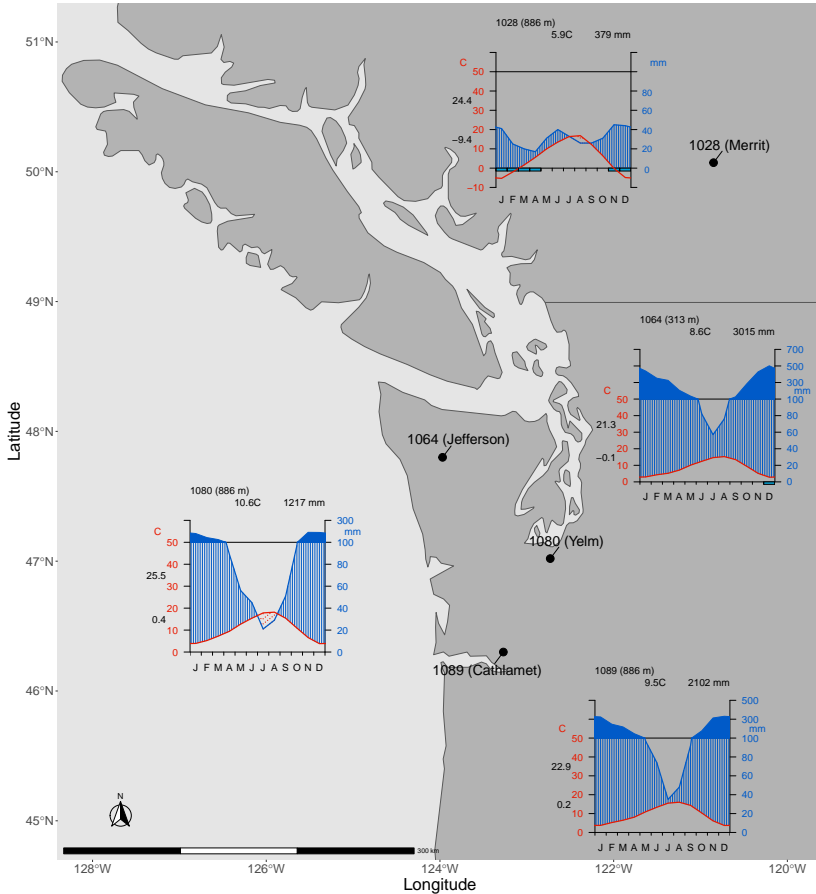 51°N
50°N
49°N
48°N
47°N
46°N
45°N
Latitude
128°W
126°W
124°W
122°W
120°W
Longitude
1028 (886 m)
5.9C 379 mm
C mm
50
40
30
20
10
0
−10
80
60
40
20
0
24.4
−9.4
J F M A M J J A S O N D
1028 (Merrit)
1064 (313 m)
8.6C 3015 mm
C mm
50
40
30
20
10
0
700
500
300
100
80
60
40
20
0
21.3
−0.1
J F M A M J J A S O N D
1064 (Jefferson)
1080 (886 m)
10.6C 1217 mm
C mm
50
40
30
20
10
0
300
100
80
60
40
20
0
25.5
0.4
J F M A M J J A S O N D
1080 (Yelm)
1089 (Cathlamet)
1089 (886 m)
9.5C 2102 mm
C mm
50
40
30
20
10
0
500
300
100
80
60
40
20
0
22.9
0.2
J F M A M J J A S O N D
N
300 km